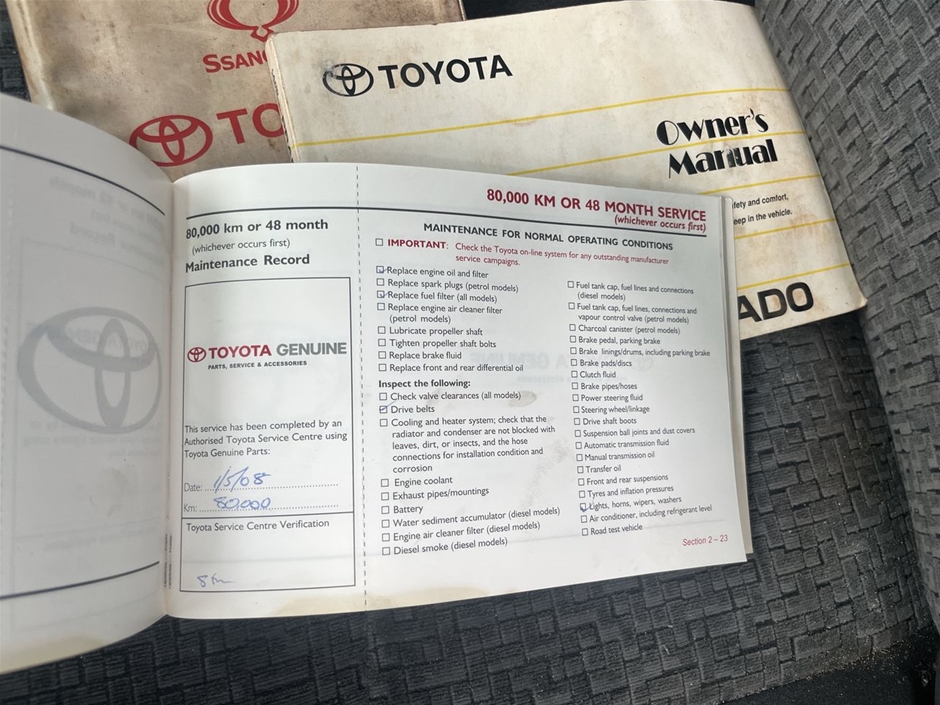 SSANG
TOYOTA
TO
Owner's
Manual
fety and comfort,
eep in the vehicle.
ADO
80,000 km or 48 month
(whichever occurs first)
Maintenance Record
TOYOTA GENUINE
PARTS, SERVICE & ACCESSORIES
This service has been completed by an
Authorised Toyota Service Centre using
Toyota Genuine Parts:
Date: 1/5/08
Km: 80,000
Toyota Service Centre Verification
80,000 KM OR 48 MONTH SERVICE
(whichever occurs first)
MAINTENANCE FOR NORMAL OPERATING CONDITIONS
IMPORTANT: Check the Toyota on-line system for any outstanding manufacturer
service campaigns.
Replace engine oil and filter
Replace spark plugs (petrol models)
Replace fuel filter (all models)
Replace engine air cleaner filter
(petrol models)
Lubricate propeller shaft
Tighten propeller shaft bolts
Replace brake fluid
Replace front and rear differential oil
Inspect the following:
Check valve clearances (all models)
Drive belts
Cooling and heater system; check that the
radiator and condenser are not blocked with
leaves, dirt, or insects, and the hose
connections for installation condition and
corrosion
Engine coolant
Exhaust pipes/mountings
Battery
Water sediment accumulator (diesel models)
Engine air cleaner filter (diesel models)
Diesel smoke (diesel models)
Fuel tank cap, fuel lines and connections
(diesel models)
Fuel tank cap, fuel lines, connections and
vapour control valve (petrol models)
Charcoal canister (petrol models)
Brake pedal, parking brake
Brake linings/drums, including parking brake
Brake pads/discs
Clutch fluid
Brake pipes/hoses
Power steering fluid
Steering wheel/linkage
Drive shaft boots
Suspension ball joints and dust covers
Automatic transmission fluid
Manual transmission oil
Transfer oil
Front and rear suspensions
Tyres and inflation pressures
Lights, horns, wipers, washers
Air conditioner, including refrigerant level
Road test vehicle
Section 2 – 23